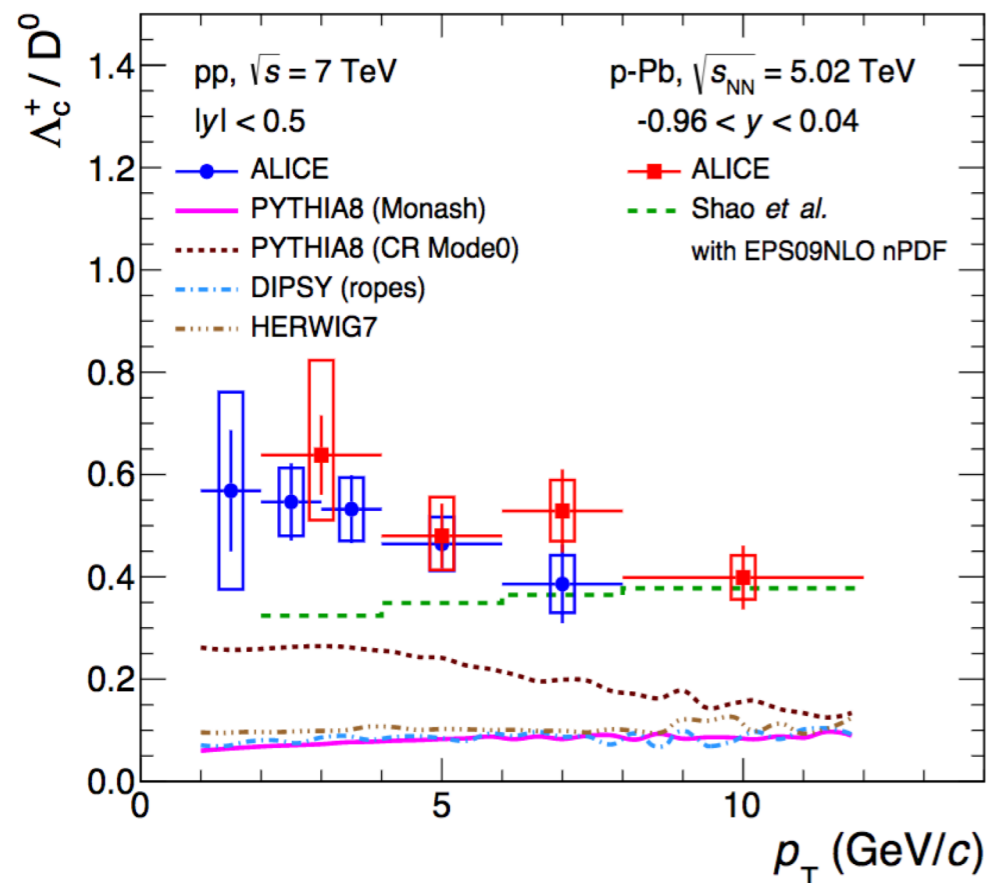 Λc+ / D0
1.4
1.2
1.0
0.8
0.6
0.4
0.2
0.0
pp, √s = 7 TeV
|y| < 0.5
ALICE
PYTHIA8 (Monash)
PYTHIA8 (CR Mode0)
DIPSY (ropes)
HERWIG7
p-Pb, √sNN = 5.02 TeV
-0.96 < y < 0.04
ALICE
Shao et al.
with EPS09NLO nPDF
0 5 10
pT (GeV/c)